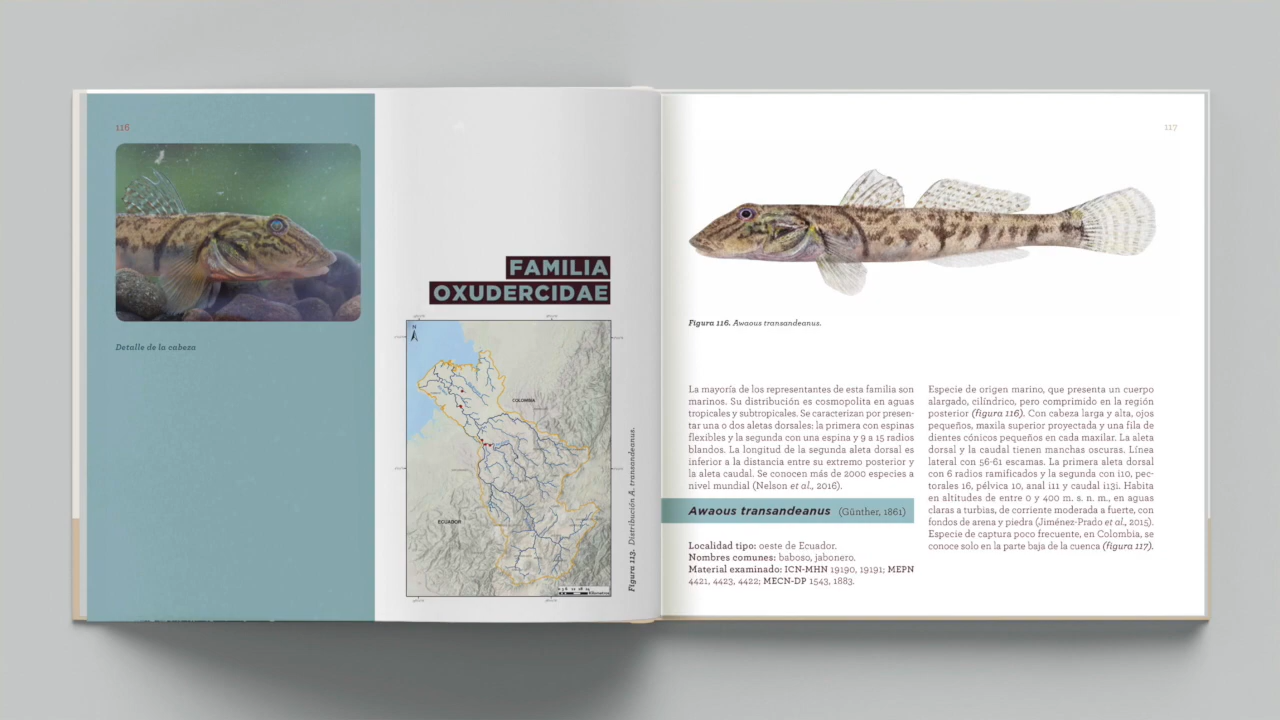 116
Detalle de la cabeza
FAMILIA
OXUDERCIDAE
N
COLOMBIA
ECUADOR
Figura 113. Distribución A. transandeanus.
117
Figura 116. Awaous transandeanus.
La mayoría de los representantes de esta familia son
marinos. Su distribución es cosmopolita en aguas
tropicales y subtropicales. Se caracterizan por presen-
tar una o dos aletas dorsales: la primera con espinas
flexibles y la segunda con una espina y 9 a 15 radios
blandos. La longitud de la segunda aleta dorsal es
inferior a la distancia entre su extremo posterior y
la aleta caudal. Se conocen más de 2000 especies a
nivel mundial (Nelson et al., 2016).
Awaous transandeanus (Günther, 1861)
Localidad tipo: oeste de Ecuador.
Nombres comunes: baboso, jabonero.
Material examinado: ICN-MHN 19190, 19191; MEPN
4421, 4423, 4422; MECN-DP 1543, 1883.
Especie de origen marino, que presenta un cuerpo
alargado, cilíndrico, pero comprimido en la región
posterior (figura 116). Con cabeza larga y alta, ojos
pequeños, maxila superior proyectada y una fila de
dientes cónicos pequeños en cada maxilar. La aleta
dorsal y la caudal tienen manchas oscuras. Línea
lateral con 56-61 escamas. La primera aleta dorsal
con 6 radios ramificados y la segunda con i10, pec-
torales 16, pélvica 10, anal i11 y caudal i13i. Habita
en altitudes de entre 0 y 400 m. s. n. m., en aguas
claras a turbias, de corriente moderada a fuerte, con
fondos de arena y piedra (Jiménez-Prado et al., 2015).
Especie de captura poco frecuente, en Colombia, se
conoce solo en la parte baja de la cuenca (figura 117).